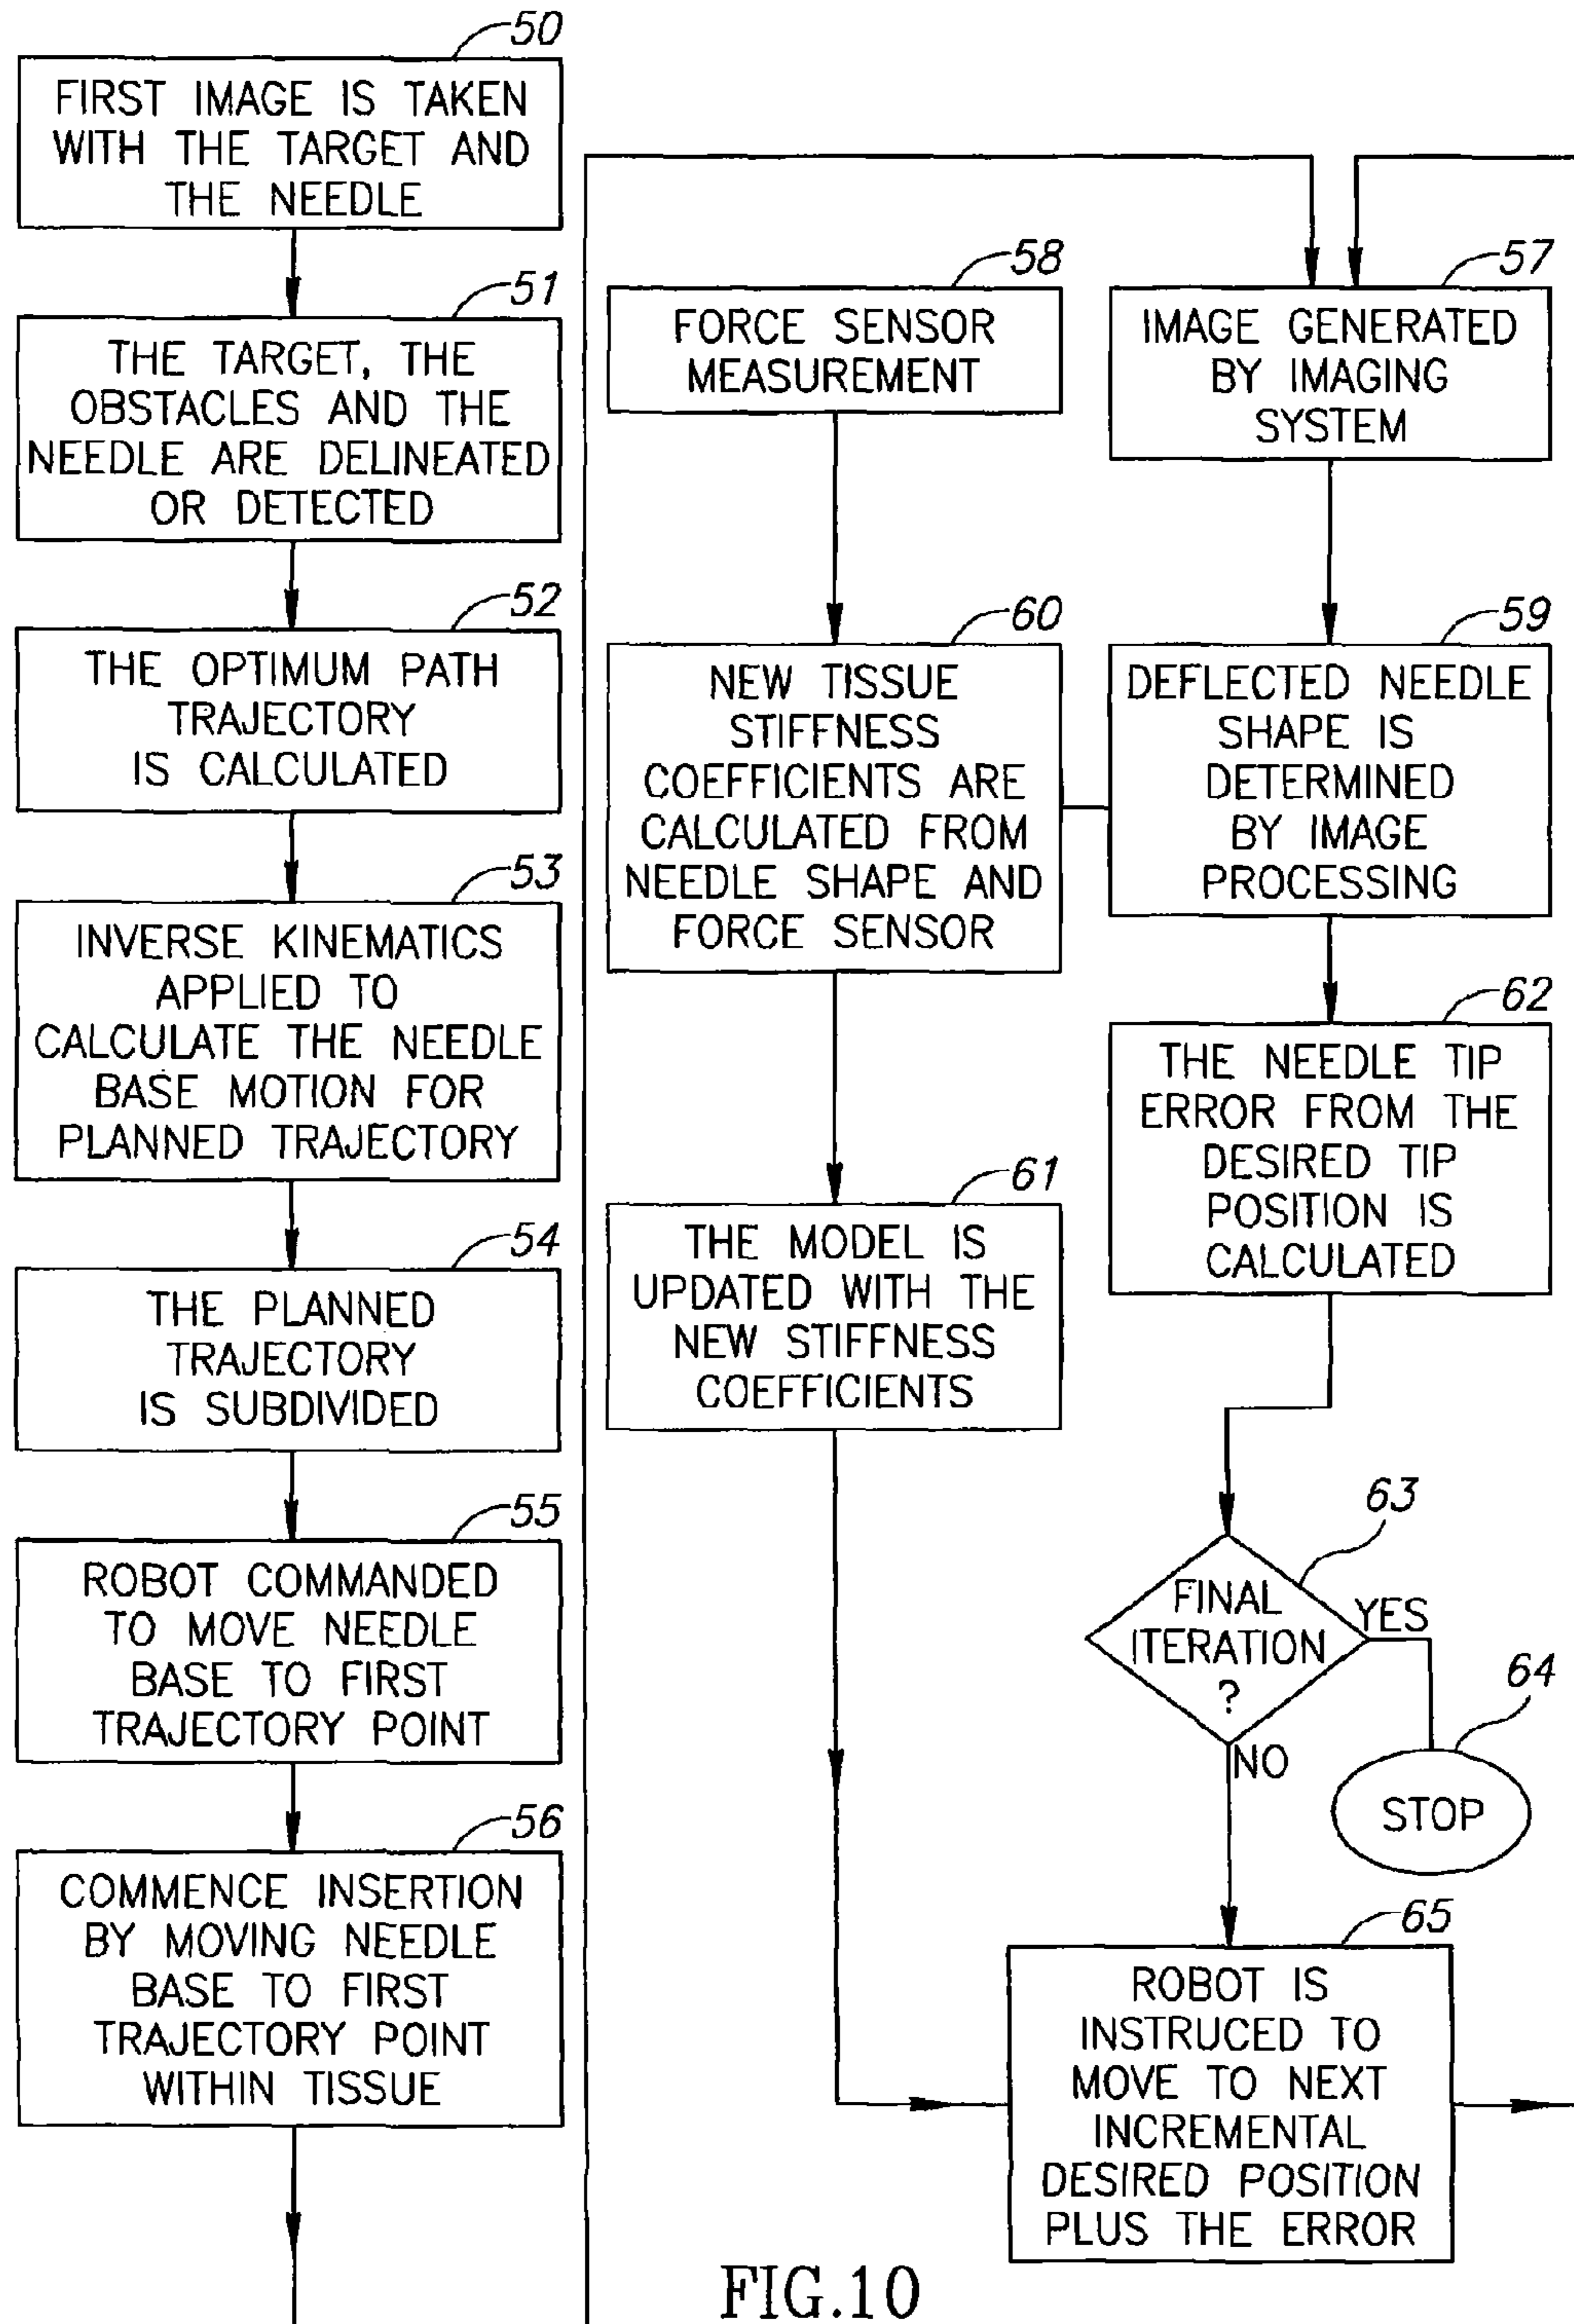 50
FIRST IMAGE IS TAKEN
WITH THE TARGET AND
THE NEEDLE
51
THE TARGET, THE
OBSTACLES AND THE
NEEDLE ARE DELINEATED
OR DETECTED
52
THE OPTIMUM PATH
TRAJECTORY
IS CALCULATED
53
INVERSE KINEMATICS
APPLIED TO
CALCULATE THE NEEDLE
BASE MOTION FOR
PLANNED TRAJECTORY
54
THE PLANNED
TRAJECTORY
IS SUBDIVIDED
55
ROBOT COMMANDED
TO MOVE NEEDLE
BASE TO FIRST
TRAJECTORY POINT
56
COMMENCE INSERTION
BY MOVING NEEDLE
BASE TO FIRST
TRAJECTORY POINT
WITHIN TISSUE
58
FORCE SENSOR
MEASUREMENT
60
NEW TISSUE
STIFFNESS
COEFFICIENTS ARE
CALCULATED FROM
NEEDLE SHAPE AND
FORCE SENSOR
61
THE MODEL IS
UPDATED WITH THE
NEW STIFFNESS
COEFFICIENTS
57
IMAGE GENERATED
BY IMAGING
SYSTEM
59
DEFLECTED NEEDLE
SHAPE IS
DETERMINED
BY IMAGE
PROCESSING
62
THE NEEDLE TIP
ERROR FROM THE
DESIRED TIP
POSITION IS
CALCULATED
63
FINAL
ITERATION
?
YES
NO
64
STOP
65
ROBOT IS
INSTRUCED TO
MOVE TO NEXT
INCREMENTAL
DESIRED POSITION
PLUS THE ERROR
FIG.10